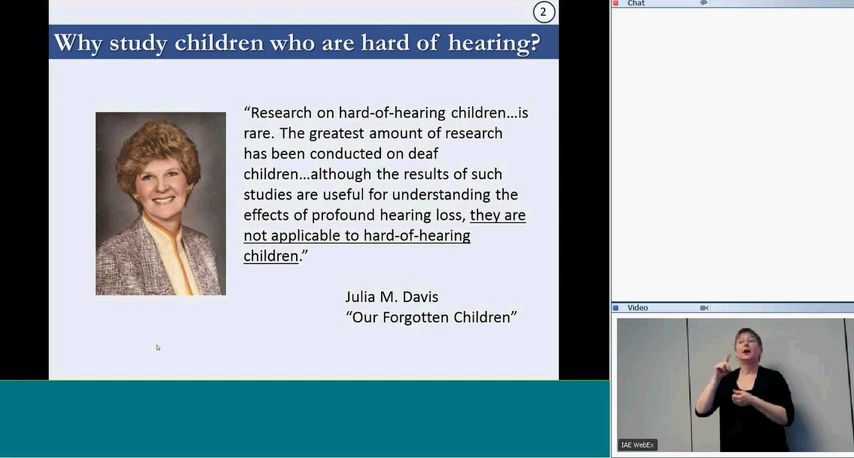 2
Why study children who are hard of hearing?
“Research on hard-of-hearing children...is
rare. The greatest amount of research
has been conducted on deaf
children...although the results of such
studies are useful for understanding the
effects of profound hearing loss, they are
not applicable to hard-of-hearing
children.”
Julia M. Davis
“Our Forgotten Children”
Chat
Video
IAE WebEx